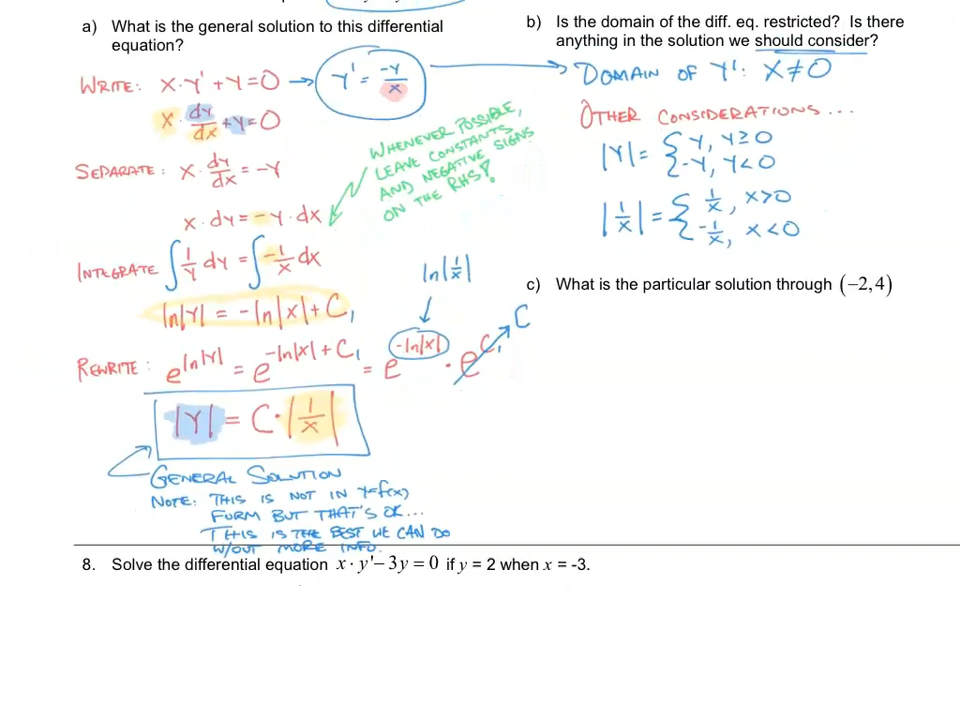 a) What is the general solution to this differential
equation?
WRITE: x·y' + y = 0 → y' = -y/x
x · dy/dx + y = 0
SEPARATE: x · dy/dx = -y
WHENEVER POSSIBLE,
LEAVE CONSTANTS
AND NEGATIVE SIGNS
ON THE RHS!
x · dy = -y · dx
INTEGRATE ∫ 1/y dy = ∫ -1/x dx
ln|y| = -ln|x| + C₁
ln|1/x|
REWRITE: e^(ln|y|) = e^(-ln|x| + C₁) = e^(-ln|x|) · e^(C₁) C
|y| = C · |1/x|
GENERAL SOLUTION
NOTE: THIS IS NOT IN y=f(x)
FORM BUT THAT'S OK...
THIS IS THE BEST WE CAN DO
W/OUT MORE INFO.
b) Is the domain of the diff. eq. restricted? Is there
anything in the solution we should consider?
DOMAIN OF y': x ≠ 0
OTHER CONSIDERATIONS...
|y| = { y, y ≥ 0
{ -y, y < 0
|1/x| = { 1/x, x > 0
{ -1/x, x < 0
c) What is the particular solution through (−2, 4)
8. Solve the differential equation x · y' − 3y = 0 if y = 2 when x = -3.